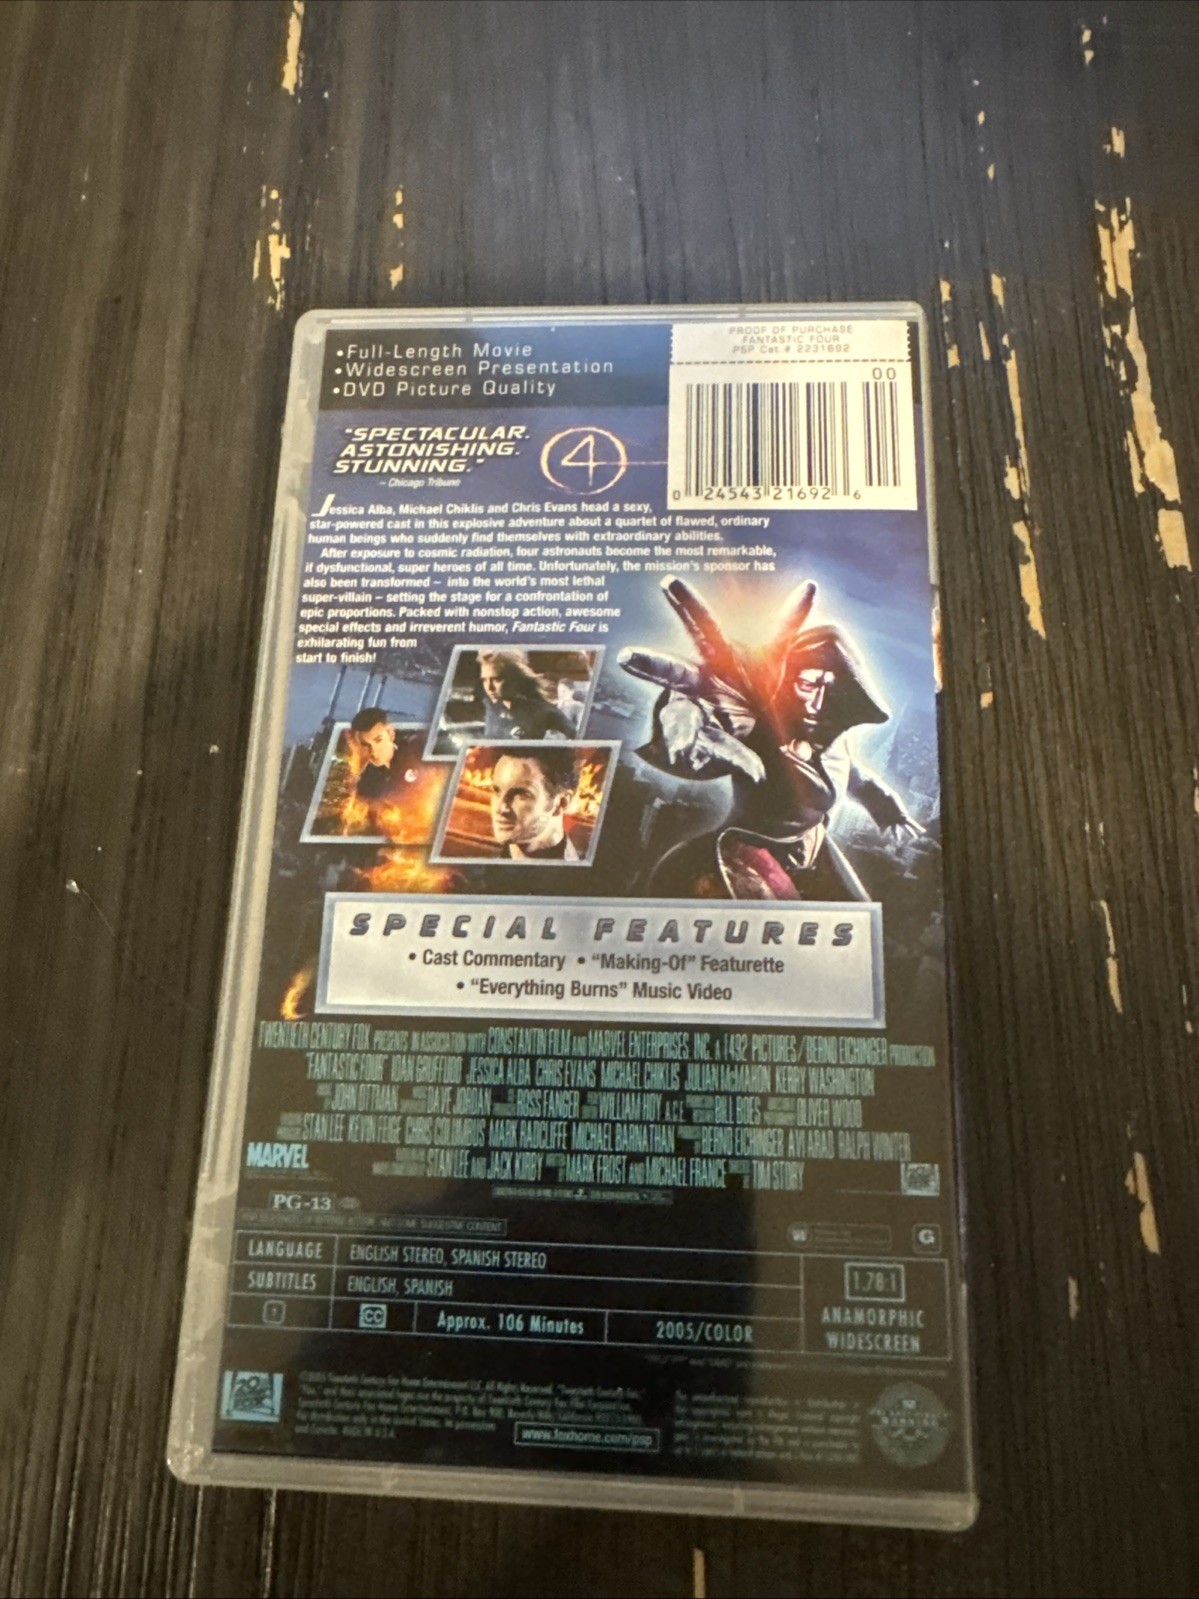 •Full-Length Movie
•Widescreen Presentation
•DVD Picture Quality
PROOF OF PURCHASE
FANTASTIC FOUR
PSP Cat # 2231692
00
0 24543 21692 6
"SPECTACULAR.
ASTONISHING.
STUNNING."
– Chicago Tribune
4
Jessica Alba, Michael Chiklis and Chris Evans head a sexy,
star-powered cast in this explosive adventure about a quartet of flawed, ordinary
human beings who suddenly find themselves with extraordinary abilities.
After exposure to cosmic radiation, four astronauts become the most remarkable,
if dysfunctional, super heroes of all time. Unfortunately, the mission's sponsor has
also been transformed – into the world's most lethal
super-villain – setting the stage for a confrontation of
epic proportions. Packed with nonstop action, awesome
special effects and irreverent humor, Fantastic Four is
exhilarating fun from
start to finish!
SPECIAL FEATURES
• Cast Commentary • "Making-Of" Featurette
• "Everything Burns" Music Video
TWENTIETH CENTURY FOX PRESENTS IN ASSOCIATION WITH CONSTANTIN FILM AND MARVEL ENTERPRISES, INC. A 1492 PICTURES/BERND EICHINGER PRODUCTION
"FANTASTIC FOUR" IOAN GRUFFUDD JESSICA ALBA CHRIS EVANS MICHAEL CHIKLIS JULIAN McMAHON KERRY WASHINGTON
JOHN OTTMAN DAVE JORDAN ROSS FANGER WILLIAM HOY A.C.E. BILL BOES OLIVER WOOD
STAN LEE KEVIN FEIGE CHRIS COLUMBUS MARK RADCLIFFE MICHAEL BARNATHAN BERND EICHINGER AVI ARAD RALPH WINTER
MARVEL STAN LEE AND JACK KIRBY MARK FROST AND MICHAEL FRANCE TIM STORY
PG-13
SUGGESTIVE CONTENT
G
LANGUAGE ENGLISH STEREO, SPANISH STEREO
SUBTITLES ENGLISH, SPANISH
CC Approx. 106 Minutes 2005/COLOR
1.78:1
ANAMORPHIC
WIDESCREEN
www.foxhome.com/psp
WARNING